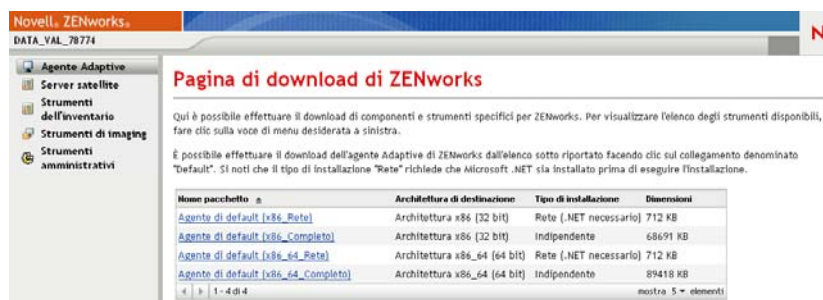 Novell® ZENworks®
DATA_VAL_78774
N
Agente Adaptive
Server satellite
Strumenti
dell'inventario
Strumenti di imaging
Strumenti
amministrativi
Pagina di download di ZENworks
Qui è possibile effettuare il download di componenti e strumenti specifici per ZENworks. Per visualizzare l'elenco degli strumenti disponibili,
fare clic sulla voce di menu desiderata a sinistra.
È possibile effettuare il download dell'agente Adaptive di ZENworks dall'elenco sotto riportato facendo clic sul collegamento denominato
"Default". Si noti che il tipo di installazione "Rete" richiede che Microsoft .NET sia installato prima di eseguire l'installazione.
Nome pacchetto Architettura di destinazione Tipo di installazione Dimensioni
Agente di default (x86_Rete) Architettura x86 (32 bit) Rete (.NET necessario) 712 KB
Agente di default (x86_Completo) Architettura x86 (32 bit) Indipendente 68691 KB
Agente di default (x86_64_Rete) Architettura x86_64 (64 bit) Rete (.NET necessario) 712 KB
Agente di default (x86_64_Completo) Architettura x86_64 (64 bit) Indipendente 89418 KB
1 - 4 di 4 mostra 5 elementi